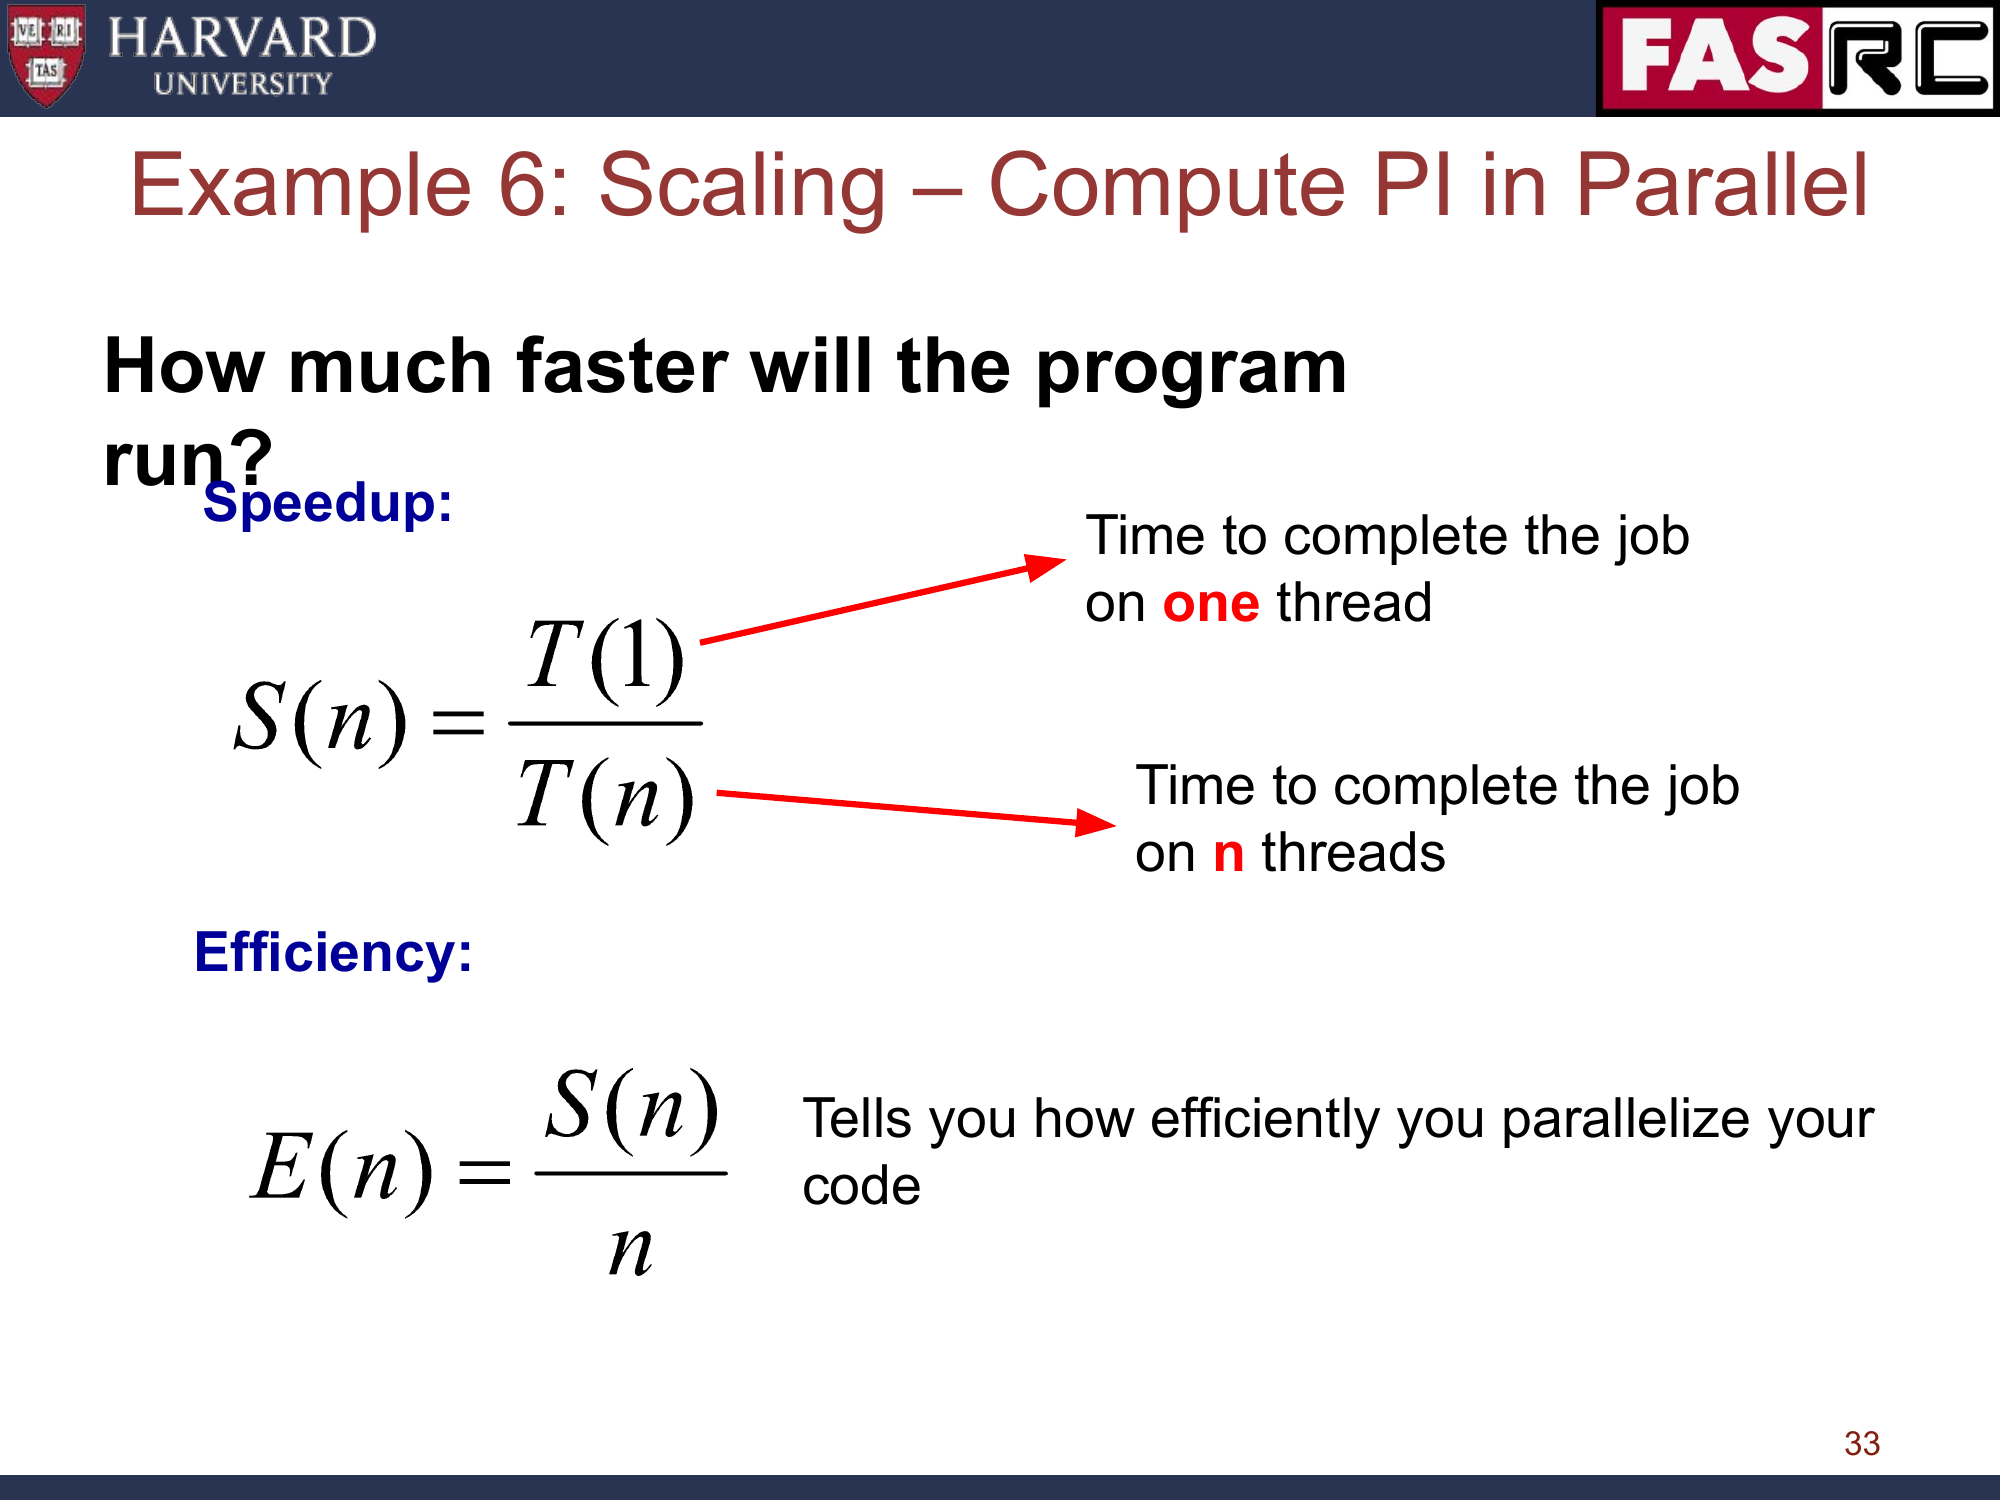 VE RI
TAS
HARVARD
UNIVERSITY
FAS RC
Example 6: Scaling – Compute PI in Parallel
How much faster will the program
run?
Speedup:
Time to complete the job
on one thread
S(n) = T(1) / T(n)
Time to complete the job
on n threads
Efficiency:
E(n) = S(n) / n
Tells you how efficiently you parallelize your
code
33